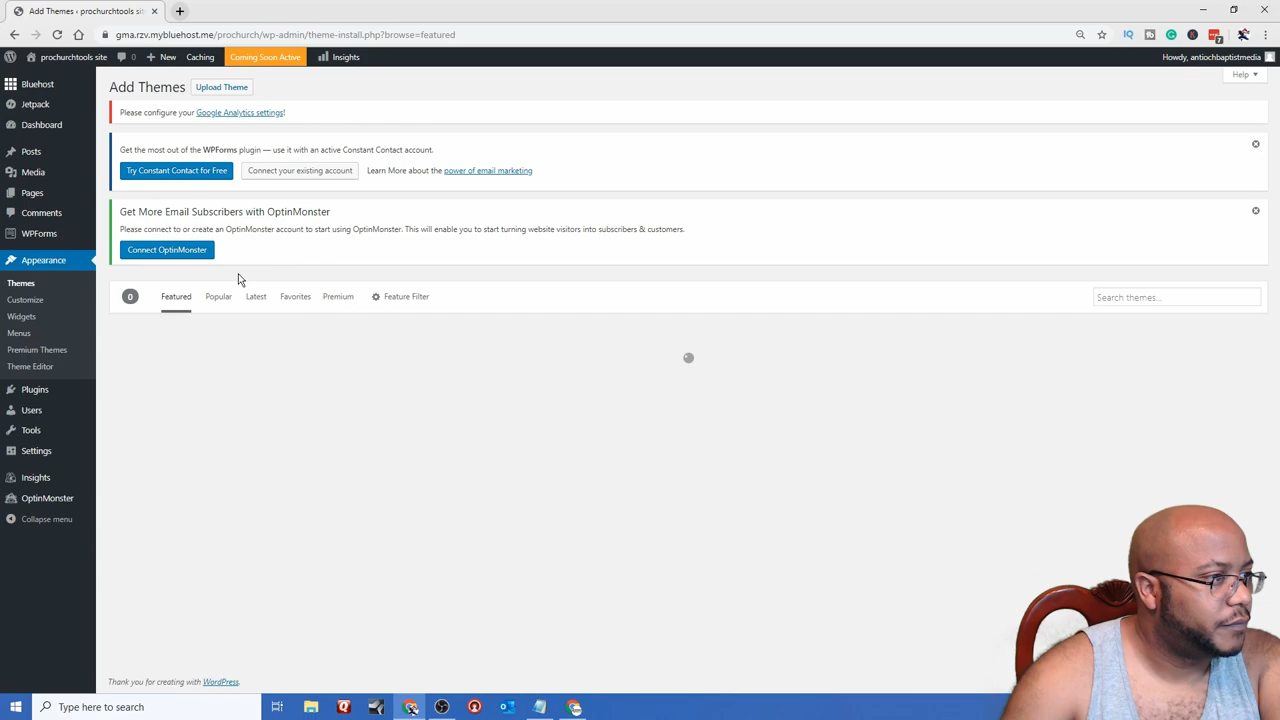 Add Themes ‹ prochurchtools site
gma.rzv.mybluehost.me/prochurch/wp-admin/theme-install.php?browse=featured
prochurchtools site
0
New
Caching
Coming Soon Active
Insights
Howdy, antiochbaptistmedia
Bluehost
Jetpack
Dashboard
Posts
Media
Pages
Comments
WPForms
Appearance
Themes
Customize
Widgets
Menus
Premium Themes
Theme Editor
Plugins
Users
Tools
Settings
Insights
OptinMonster
Collapse menu
Add Themes
Upload Theme
Help
Please configure your Google Analytics settings!
Get the most out of the WPForms plugin — use it with an active Constant Contact account.
Try Constant Contact for Free
Connect your existing account
Learn More about the power of email marketing
Get More Email Subscribers with OptinMonster
Please connect to or create an OptinMonster account to start using OptinMonster. This will enable you to start turning website visitors into subscribers & customers.
Connect OptinMonster
0
Featured
Popular
Latest
Favorites
Premium
Feature Filter
Search themes...
Thank you for creating with WordPress.
Type here to search